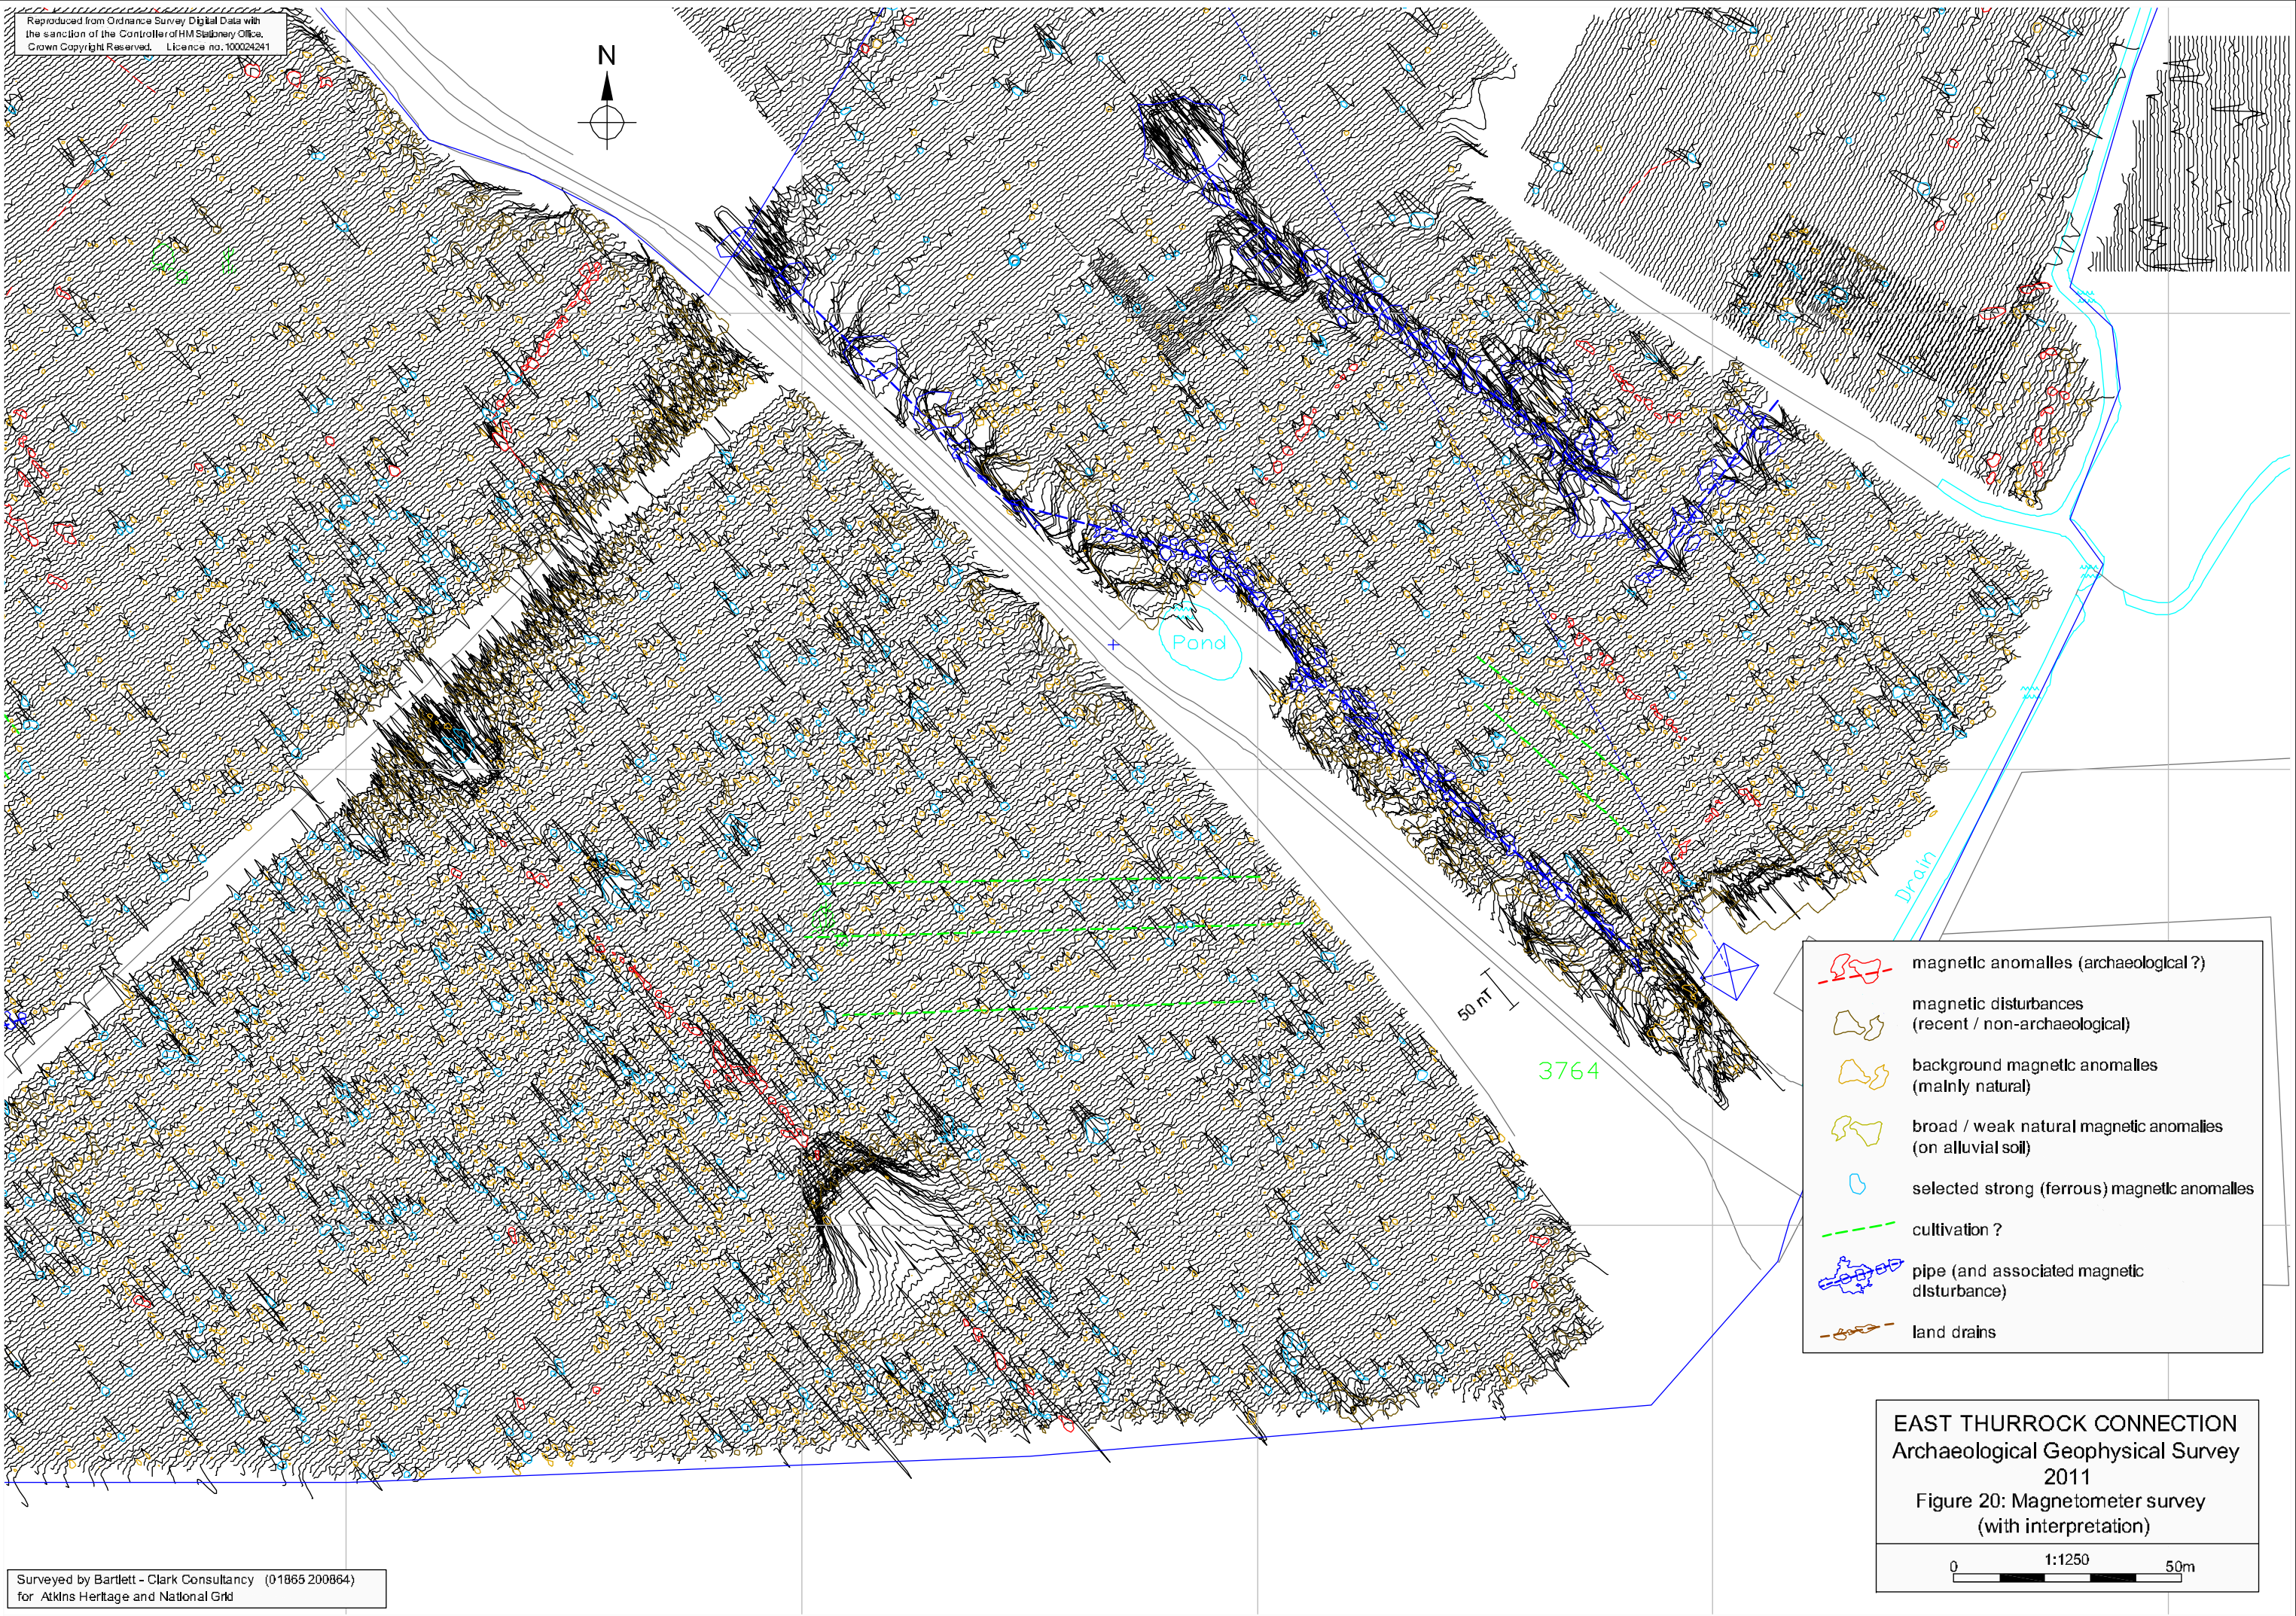 Reproduced from Ordnance Survey Digital Data with
the sanction of the Controller of HM Stationery Office.
Crown Copyright Reserved. Licence no. 100024241
N
Pond
Drain
50 nT
3764
magnetic anomalies (archaeological ?)
magnetic disturbances
(recent / non-archaeological)
background magnetic anomalies
(mainly natural)
broad / weak natural magnetic anomalies
(on alluvial soil)
selected strong (ferrous) magnetic anomalies
cultivation ?
pipe (and associated magnetic
disturbance)
land drains
EAST THURROCK CONNECTION
Archaeological Geophysical Survey
2011
Figure 20: Magnetometer survey
(with interpretation)
1:1250
0 50m
Surveyed by Bartlett - Clark Consultancy (01865 200864)
for Atkins Heritage and National Grid